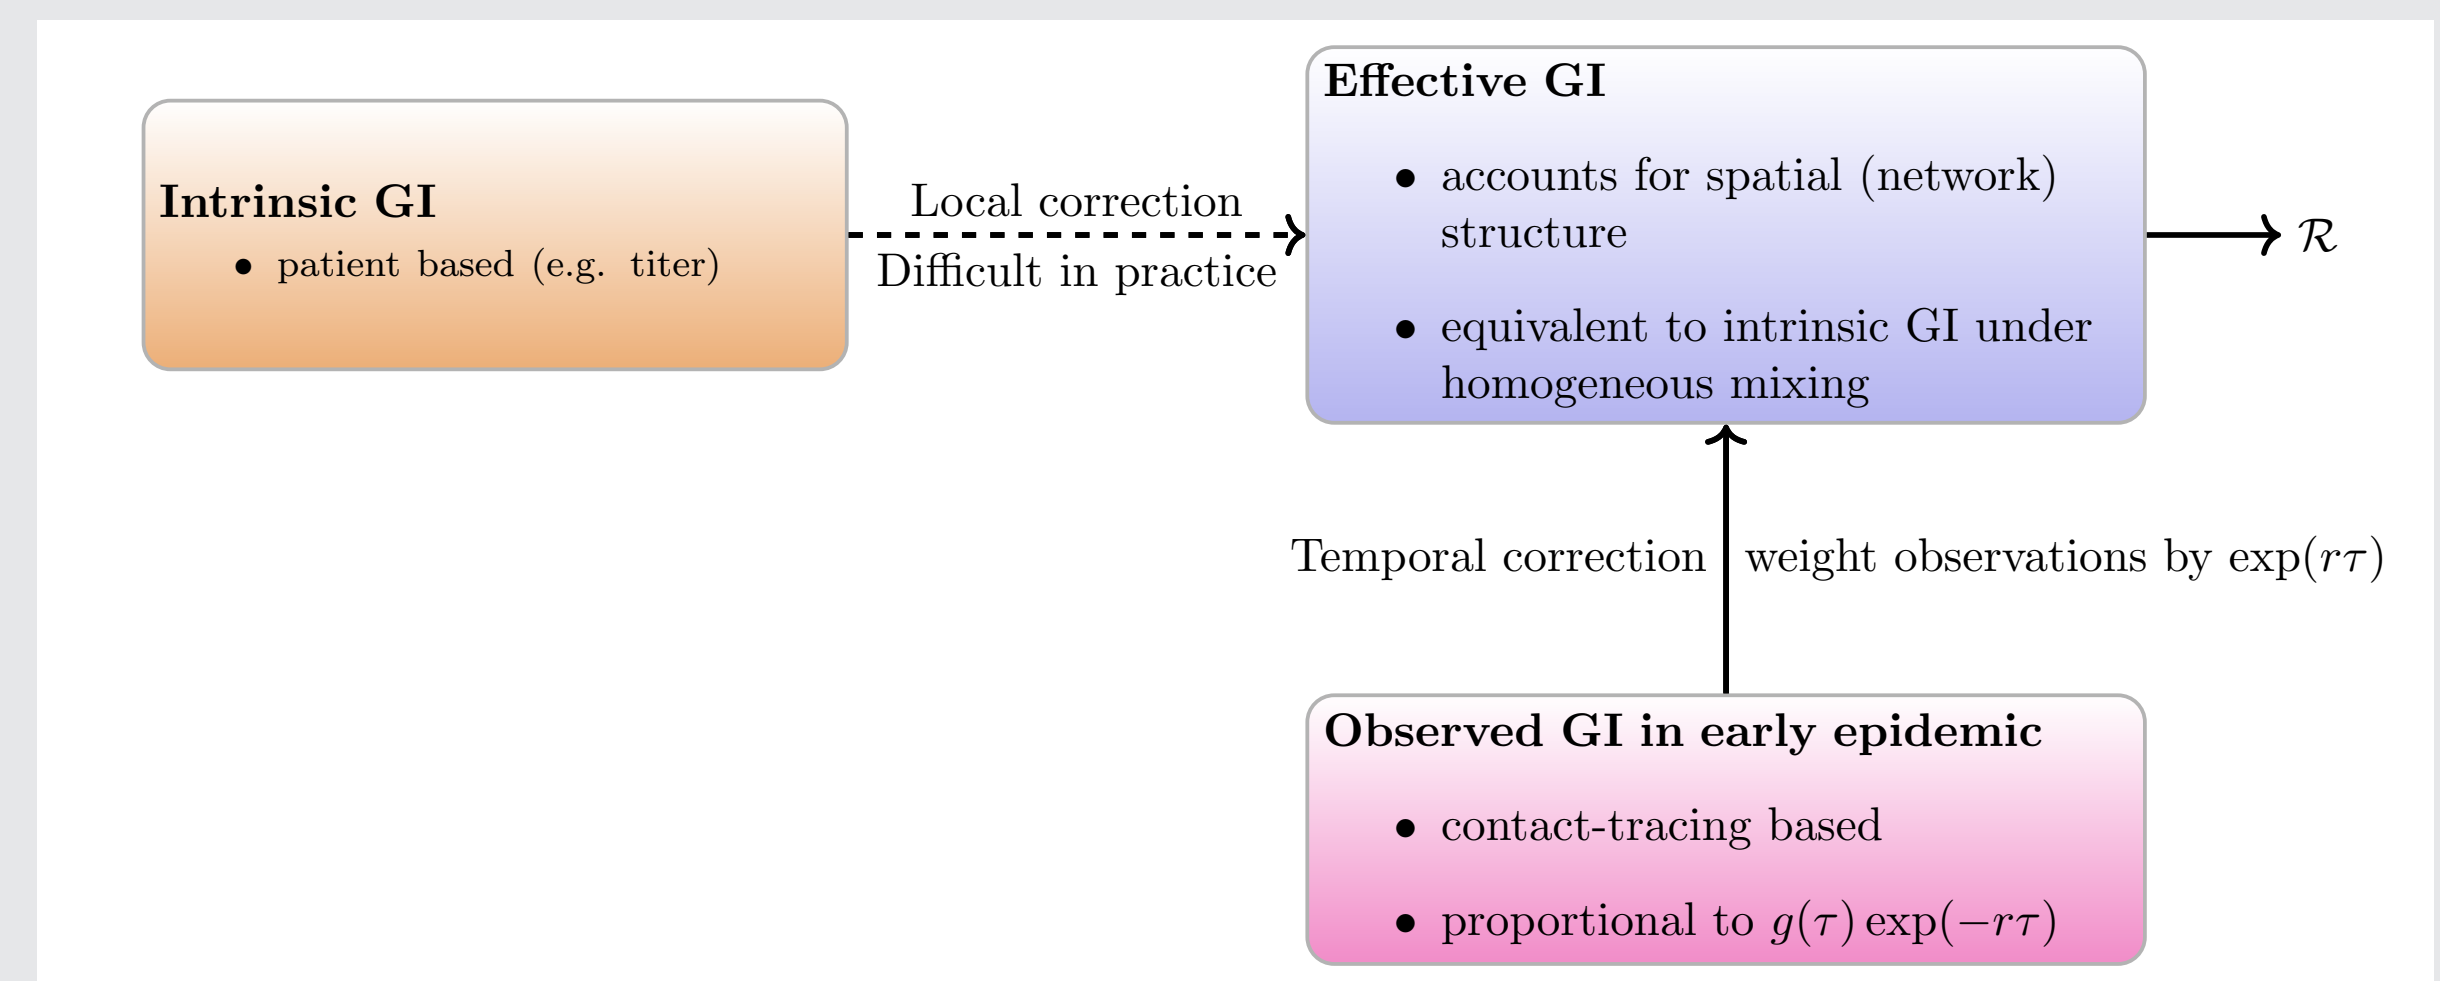 Intrinsic GI
• patient based (e.g. titer)
Local correction
Difficult in practice
Effective GI
• accounts for spatial (network)
structure
• equivalent to intrinsic GI under
homogeneous mixing
ℛ
Temporal correction
weight observations by exp(rτ)
Observed GI in early epidemic
• contact-tracing based
• proportional to g(τ) exp(−rτ)